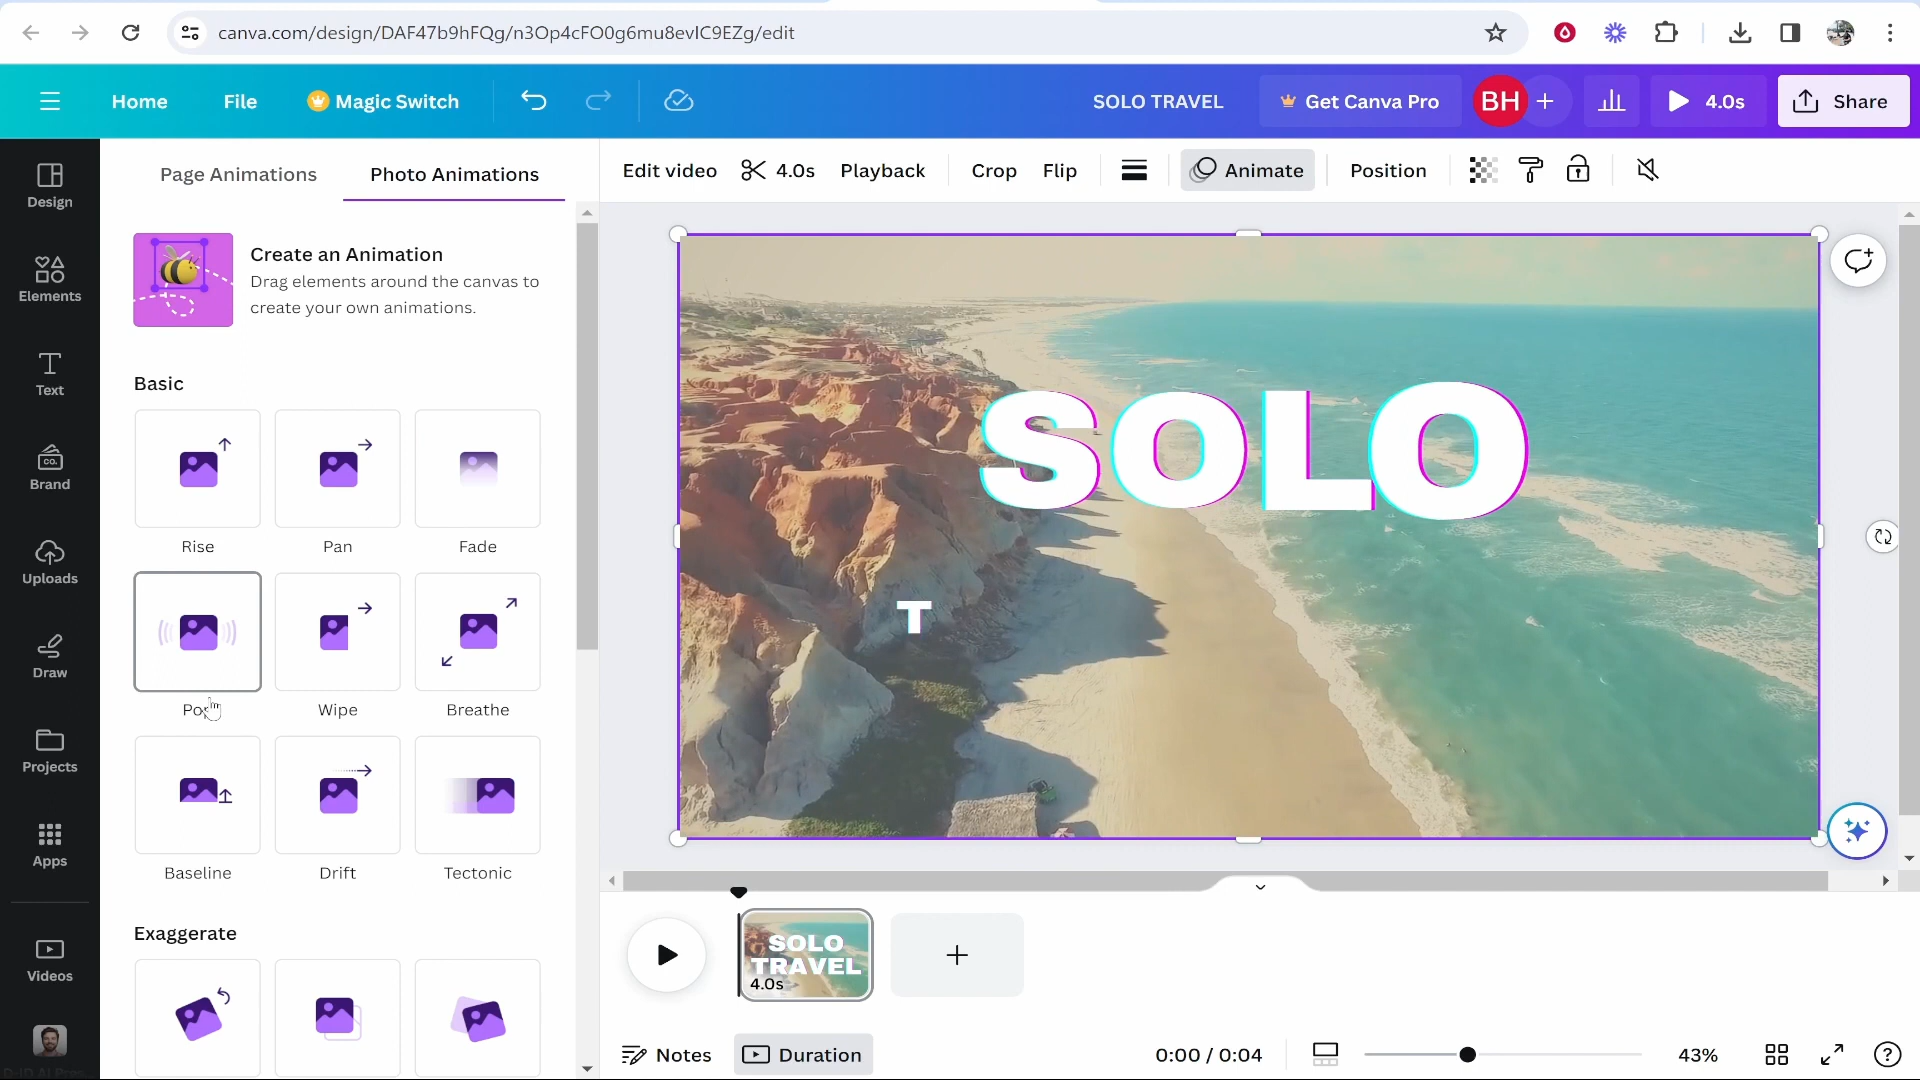 canva.com/design/DAF47b9hFQg/n3Op4cFO0g6mu8evIC9EZg/edit
Home File Magic Switch SOLO TRAVEL Get Canva Pro BH + 4.0s Share
Design
Elements
Text
Brand
Uploads
Draw
Projects
Apps
Videos
Page Animations Photo Animations
Create an Animation
Drag elements around the canvas to
create your own animations.
Basic
Rise Pan Fade
Wipe Breathe
Baseline Drift Tectonic
Exaggerate
Edit video 4.0s Playback Crop Flip Animate Position
SOLO
T
SOLO
TRAVEL
4.0s
Notes Duration 0:00 / 0:04 43%